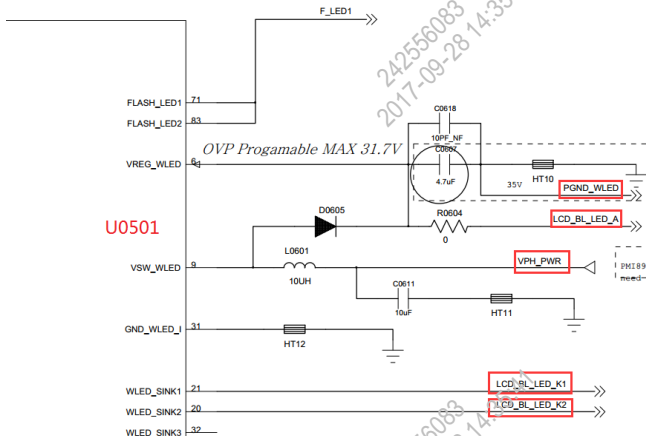 F_LED1
242556083
2017-09-28 14:35
FLASH_LED1 71
FLASH_LED2 83
C0618
10PF_NF
OVP Progamable MAX 31.7V
C0607
VREG_WLED 6
4.7uF
HT10
35V
PGND_WLED
U0501
D0605
R0604
LCD_BL_LED_A
0
L0601
VSW_WLED 9
VPH_PWR
PMI89
need
10UH
C0611
10uF
HT11
GND_WLED_I 31
HT12
WLED_SINK1 21
LCD_BL_LED_K1
WLED_SINK2 20
LCD_BL_LED_K2
WLED_SINK3 32